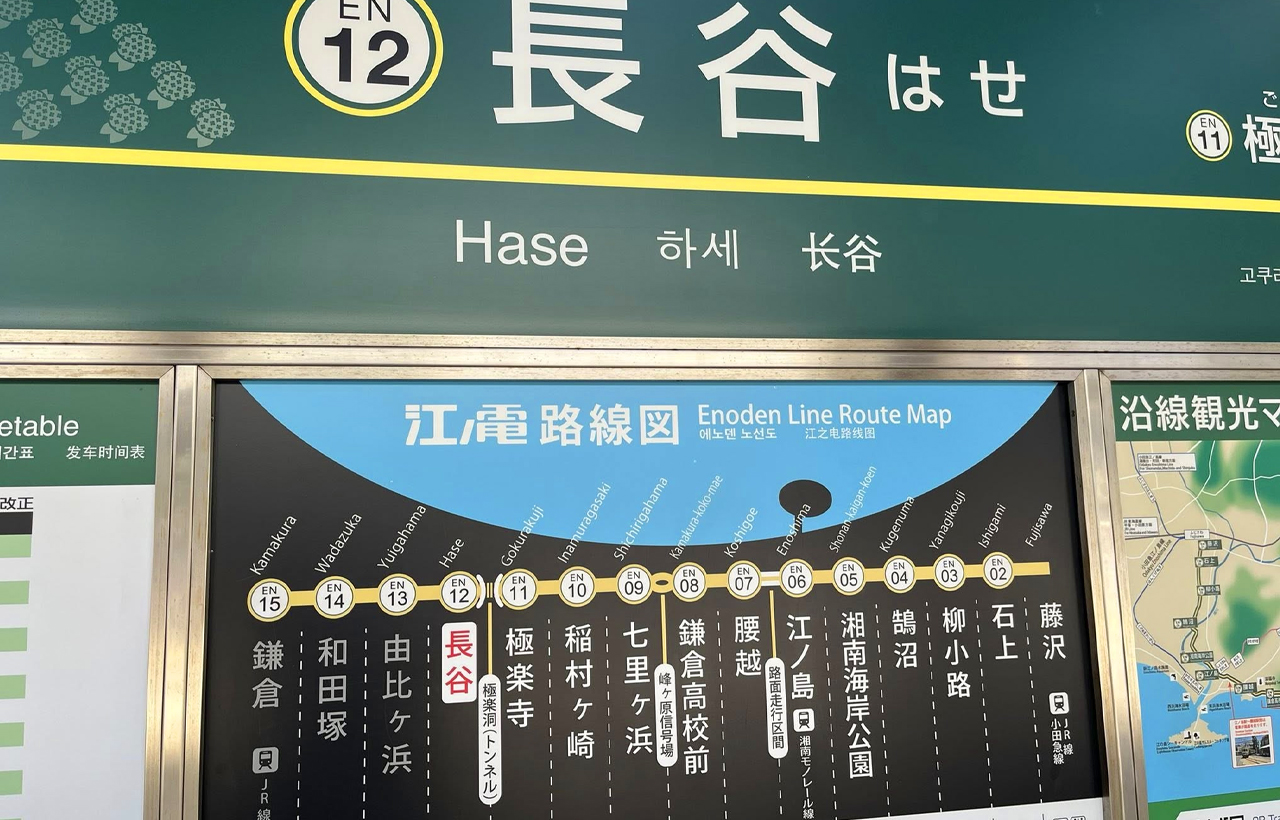 EN
12
長谷 はせ
EN
11
Hase 하세 长谷
etable
发车时间表
改正
江ノ電 路線図 Enoden Line Route Map
에노덴 노선도 江之电路线图
沿線観光マ
Kamakura
Wadazuka
Yuigahama
Hase
Gokurakuji
Inamuragasaki
Shichirigahama
Kamakura-koko-mae
Koshigoe
Enoshima
Shonan-kaigan-koen
Kugenuma
Yanagikouji
Ishigami
Fujisawa
EN 15
EN 14
EN 13
EN 12
EN 11
EN 10
EN 09
EN 08
EN 07
EN 06
EN 05
EN 04
EN 03
EN 02
鎌倉
JR線
和田塚
由比ヶ浜
長谷
極楽洞(トンネル)
極楽寺
稲村ヶ崎
七里ヶ浜
峰ヶ原信号場
鎌倉高校前
腰越
路面走行区間
江ノ島
湘南モノレール線
湘南海岸公園
鵠沼
柳小路
石上
藤沢
JR線
小田急線